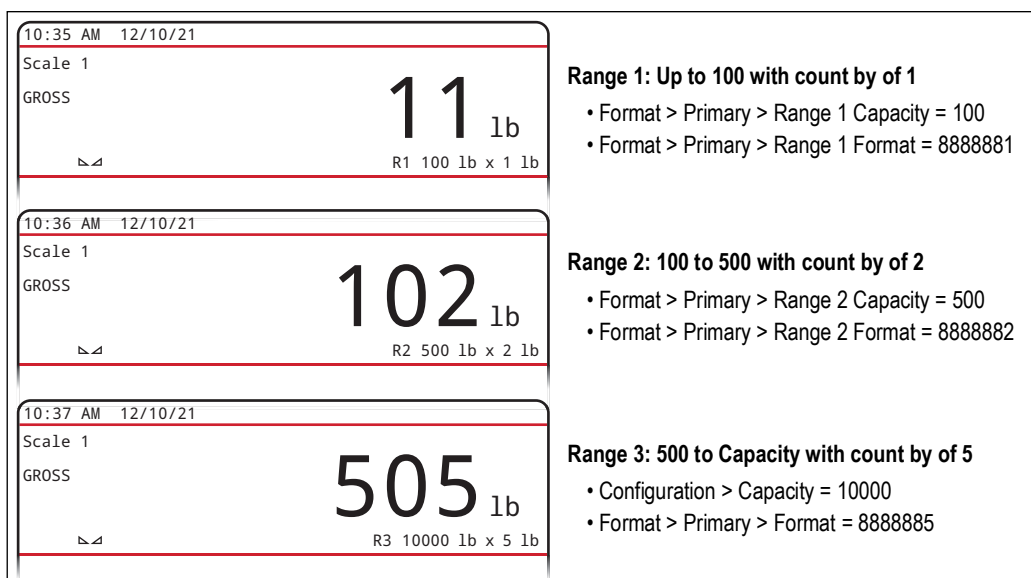 10:35 AM 12/10/21
Scale 1
GROSS
11 lb
R1 100 lb x 1 lb
Range 1: Up to 100 with count by of 1
• Format > Primary > Range 1 Capacity = 100
• Format > Primary > Range 1 Format = 8888881
10:36 AM 12/10/21
Scale 1
GROSS
102 lb
R2 500 lb x 2 lb
Range 2: 100 to 500 with count by of 2
• Format > Primary > Range 2 Capacity = 500
• Format > Primary > Range 2 Format = 8888882
10:37 AM 12/10/21
Scale 1
GROSS
505 lb
R3 10000 lb x 5 lb
Range 3: 500 to Capacity with count by of 5
• Configuration > Capacity = 10000
• Format > Primary > Format = 8888885